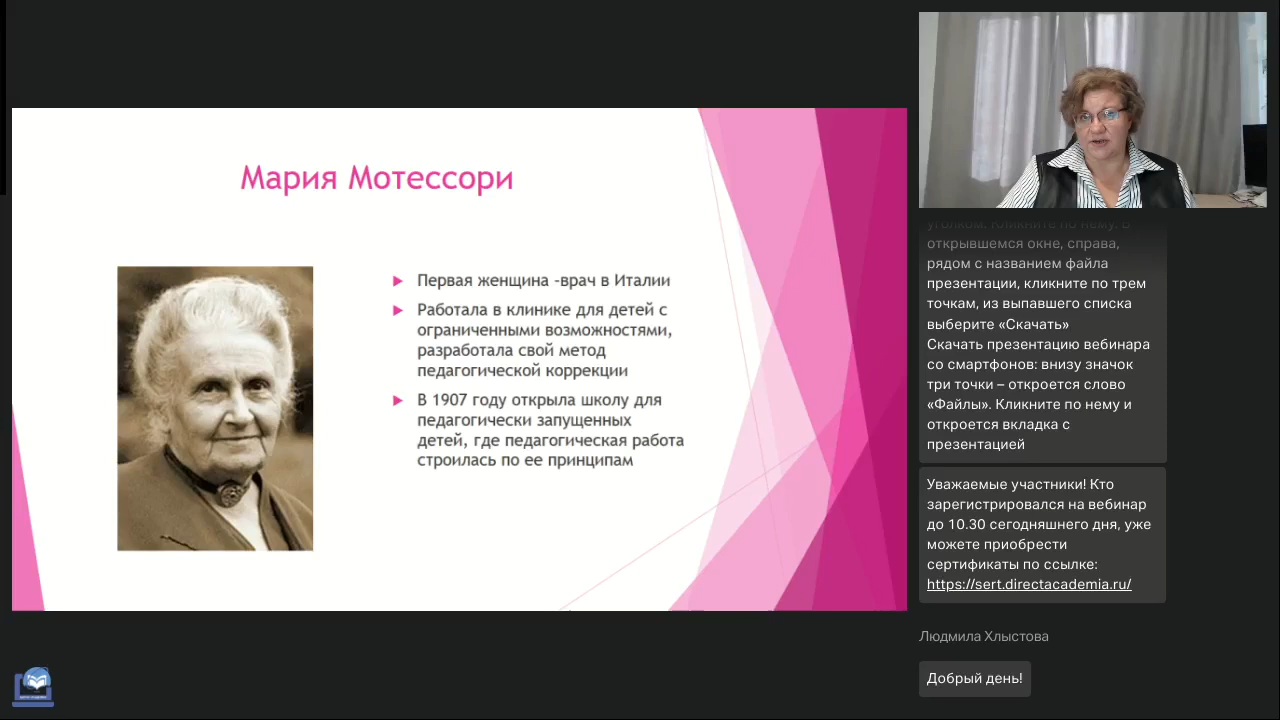 Мария Мотессори
Первая женщина -врач в Италии
Работала в клинике для детей с
ограниченными возможностями,
разработала свой метод
педагогической коррекции
В 1907 году открыла школу для
педагогически запущенных
детей, где педагогическая работа
строилась по ее принципам
открывшемся окне, справа,
рядом с названием файла
презентации, кликните по трем
точкам, из выпавшего списка
выберите «Скачать»
Скачать презентацию вебинара
со смартфонов: внизу значок
три точки – откроется слово
«Файлы». Кликните по нему и
откроется вкладка с
презентацией
Уважаемые участники! Кто
зарегистрировался на вебинар
до 10.30 сегодняшнего дня, уже
можете приобрести
сертификаты по ссылке:
https://sert.directacademia.ru/
Людмила Хлыстова
Добрый день!